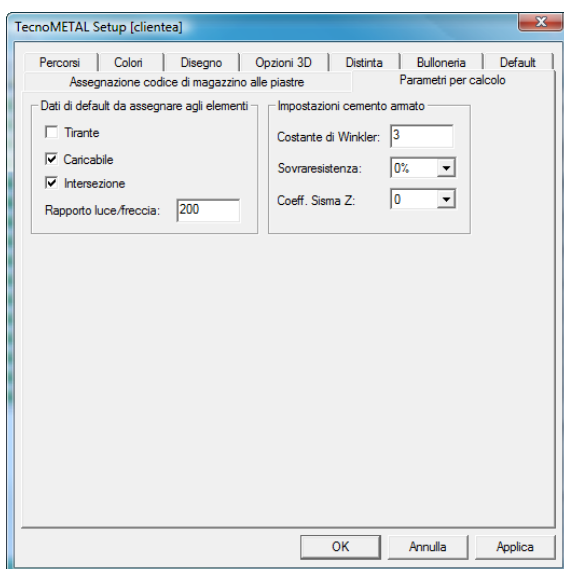 TecnoMETAL Setup [clientea]
Percorsi Colori Disegno Opzioni 3D Distinta Bulloneria Default
Assegnazione codice di magazzino alle piastre Parametri per calcolo
Dati di default da assegnare agli elementi Impostazioni cemento armato
Tirante Costante di Winkler: 3
Caricabile Sovraresistenza: 0%
Intersezione
Rapporto luce/freccia: 200 Coeff. Sisma Z: 0
OK Annulla Applica